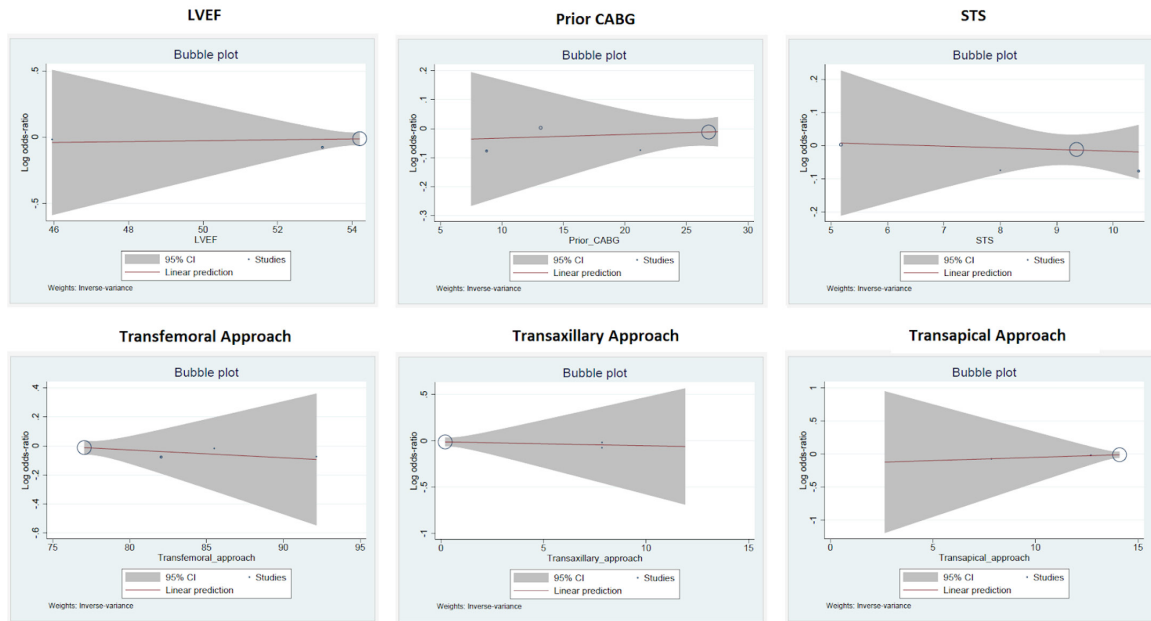 LVEF
Bubble plot
Log odds-ratio
.5
0
-.5
46
48
50
52
54
LVEF
95% CI
Studies
Linear prediction
Weights: Inverse-variance
Prior CABG
Bubble plot
Log odds-ratio
.2
.1
0
-.1
-.2
-.3
5
10
15
20
25
30
Prior_CABG
95% CI
Studies
Linear prediction
Weights: Inverse-variance
STS
Bubble plot
Log odds-ratio
.2
.1
0
-.1
-.2
5
6
7
8
9
10
STS
95% CI
Studies
Linear prediction
Weights: Inverse-variance
Transfemoral Approach
Bubble plot
Log odds-ratio
.4
.2
0
-.2
-.4
-.6
75
80
85
90
95
Transfemoral_approach
95% CI
Studies
Linear prediction
Weights: Inverse-variance
Transaxillary Approach
Bubble plot
Log odds-ratio
.5
0
-.5
-1
0
5
10
15
Transaxillary_approach
95% CI
Studies
Linear prediction
Weights: Inverse-variance
Transapical Approach
Bubble plot
Log odds-ratio
1
.5
0
-.5
-1
0
5
10
15
Transapical_approach
95% CI
Studies
Linear prediction
Weights: Inverse-variance